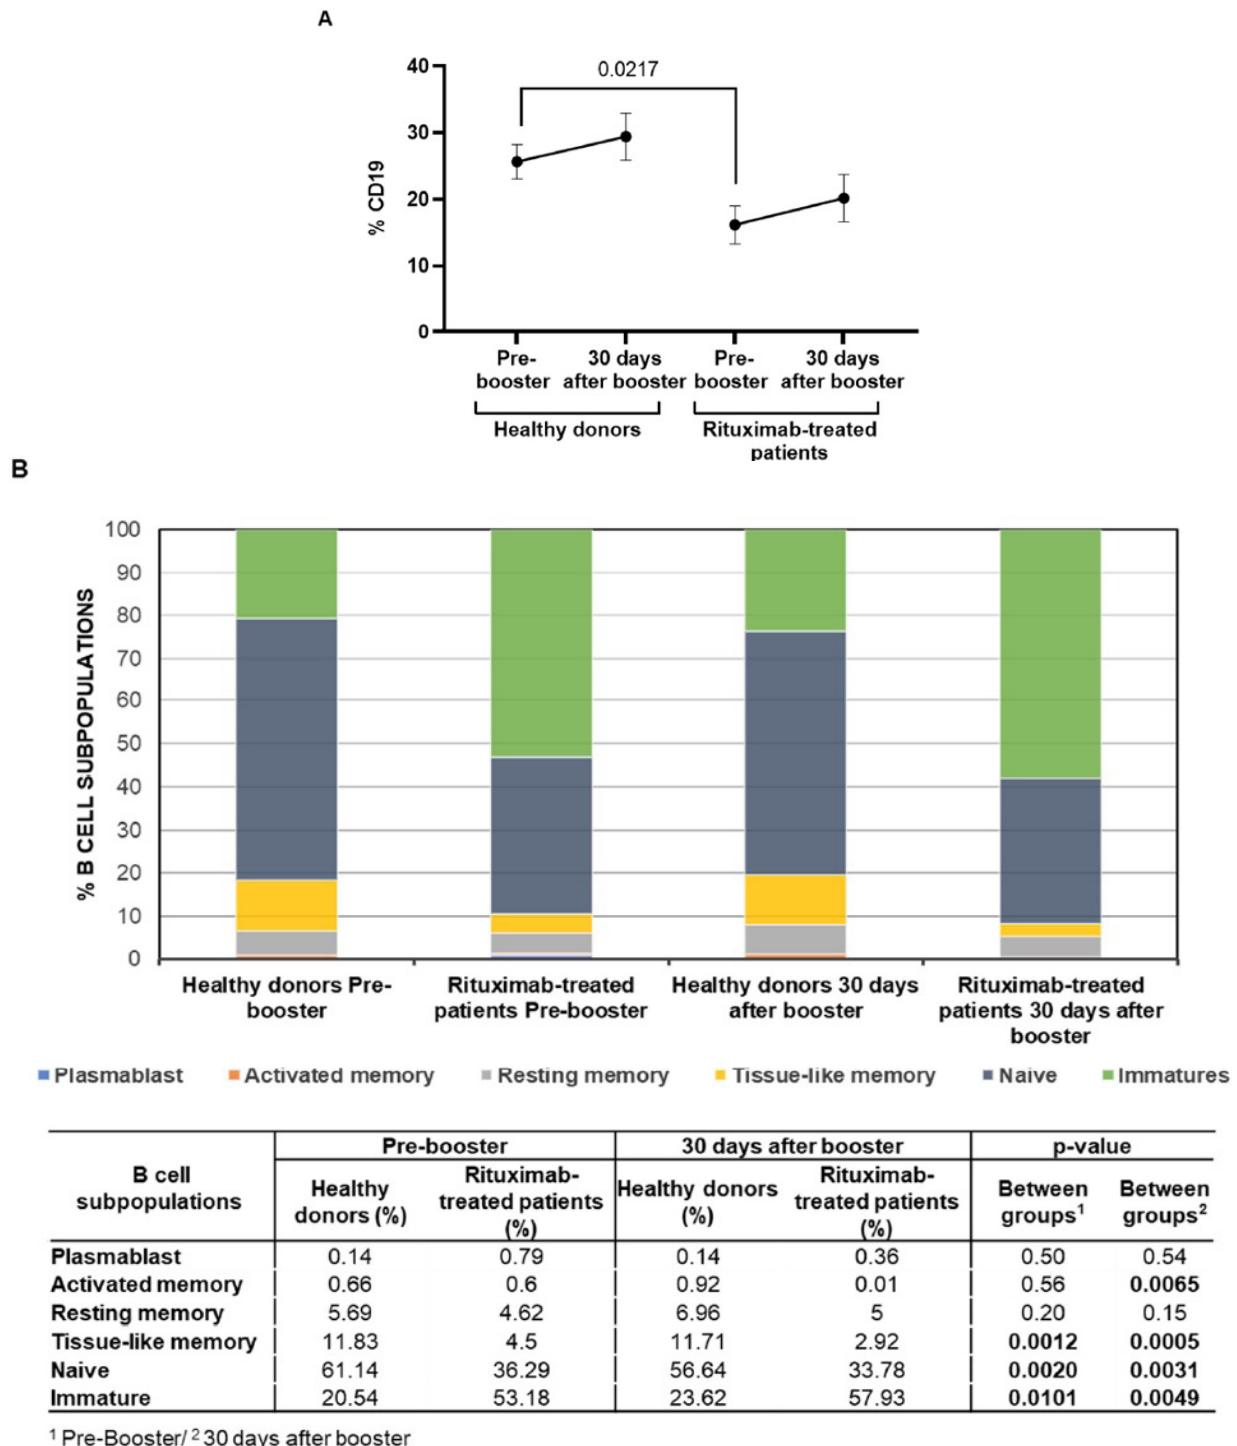 A
40
0.0217
30
% CD19
20
10
0
Pre-
booster
30 days
after booster
Pre-
booster
30 days
after booster
Healthy donors
Rituximab-treated
patients
B
100
90
80
70
60
50
40
30
20
10
0
% B CELL SUBPOPULATIONS
Healthy donors Pre-
booster
Rituximab-treated
patients Pre-booster
Healthy donors 30 days
after booster
Rituximab-treated
patients 30 days after
booster
Plasmablast Activated memory Resting memory Tissue-like memory Naive Immatures
B cell
subpopulations
Pre-booster 30 days after booster p-value
Healthy
donors (%)
Rituximab-
treated patients
(%)
Healthy donors
(%)
Rituximab-
treated patients
(%)
Between
groups¹
Between
groups²
Plasmablast 0.14 0.79 0.14 0.36 0.50 0.54
Activated memory 0.66 0.6 0.92 0.01 0.56 0.0065
Resting memory 5.69 4.62 6.96 5 0.20 0.15
Tissue-like memory 11.83 4.5 11.71 2.92 0.0012 0.0005
Naive 61.14 36.29 56.64 33.78 0.0020 0.0031
Immature 20.54 53.18 23.62 57.93 0.0101 0.0049
¹ Pre-Booster/ ² 30 days after booster